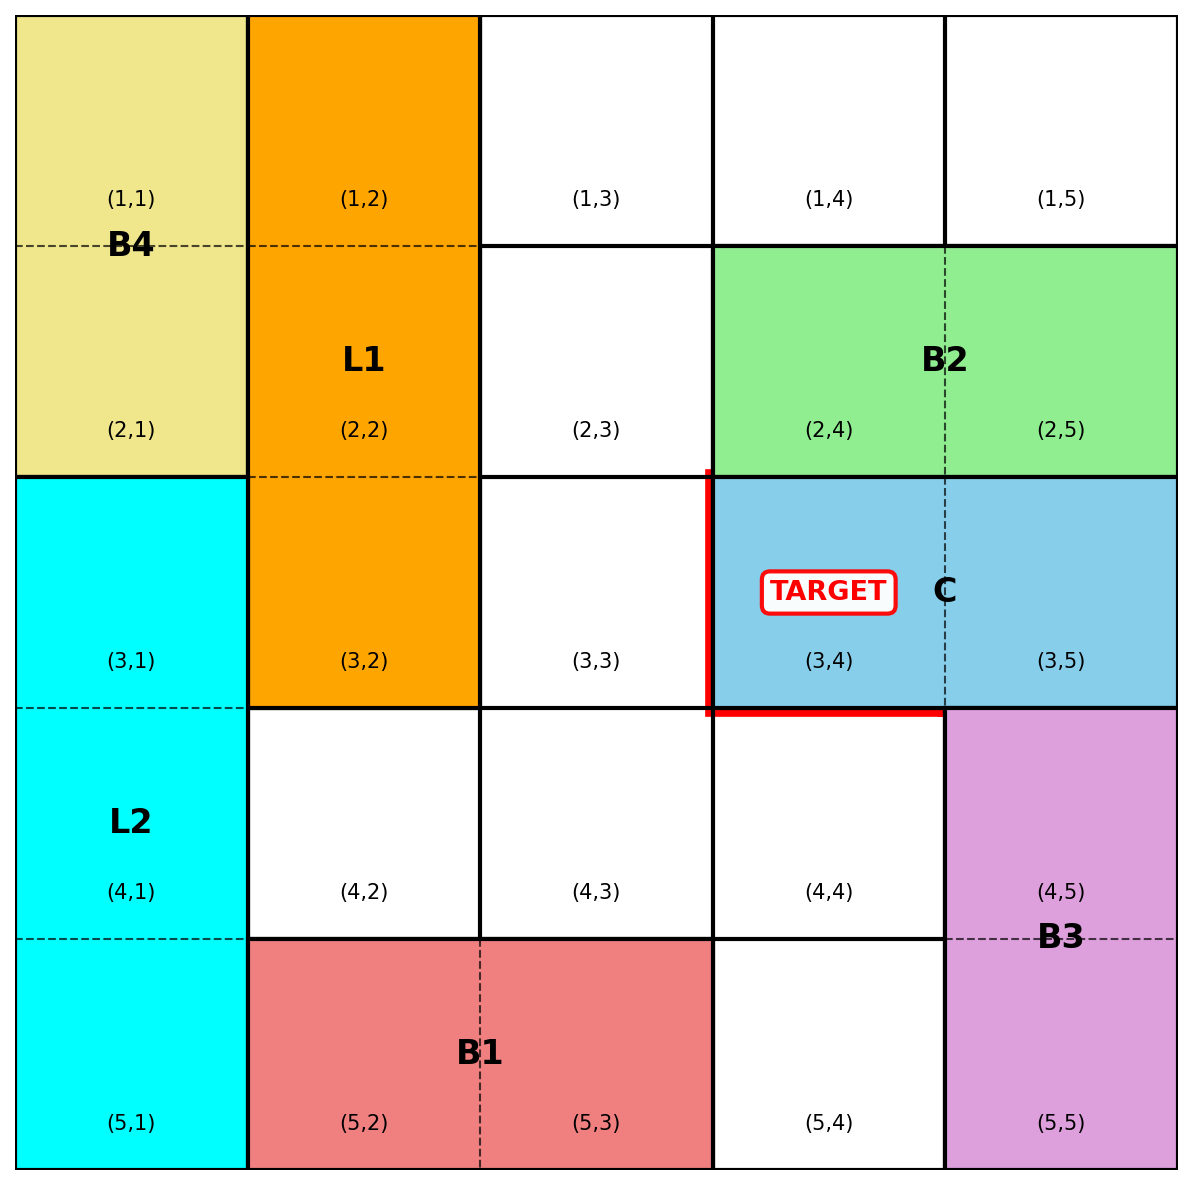 (1,1) (1,2) (1,3) (1,4) (1,5)
B4
L1 B2
(2,1) (2,2) (2,3) (2,4) (2,5)
TARGET C
(3,1) (3,2) (3,3) (3,4) (3,5)
L2
(4,1) (4,2) (4,3) (4,4) (4,5)
B3
B1
(5,1) (5,2) (5,3) (5,4) (5,5)